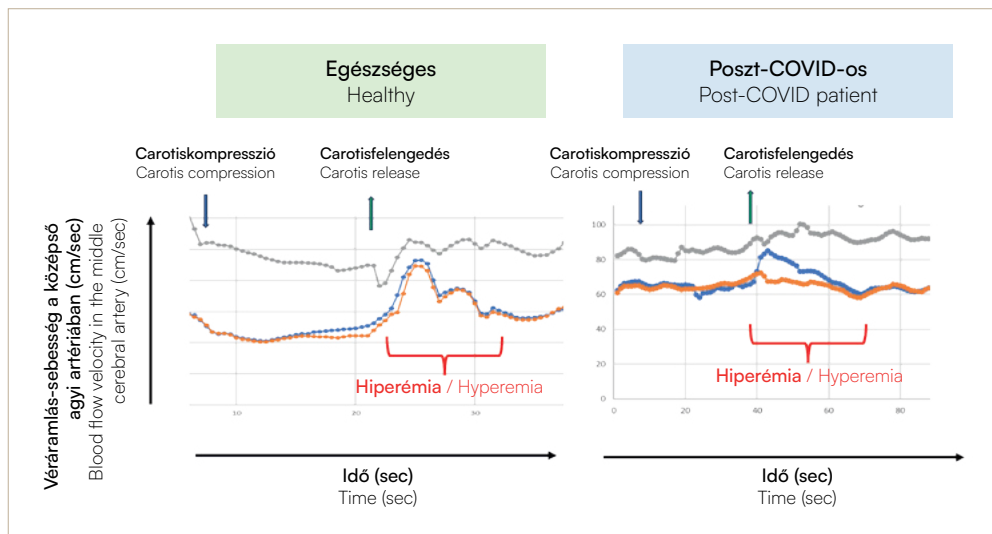 Egészséges
Healthy
Poszt-COVID-os
Post-COVID patient
Carotiskompresszió
Carotis compression
Carotisfelengedés
Carotis release
Carotiskompresszió
Carotis compression
Carotisfelengedés
Carotis release
Véráramlás-sebesség a középső
agyi artériában (cm/sec)
Blood flow velocity in the middle
cerebral artery (cm/sec)
100
80
60
40
20
0
Hiperémia / Hyperemia
Hiperémia / Hyperemia
10
20
30
0
20
40
60
80
Idő (sec)
Time (sec)
Idő (sec)
Time (sec)